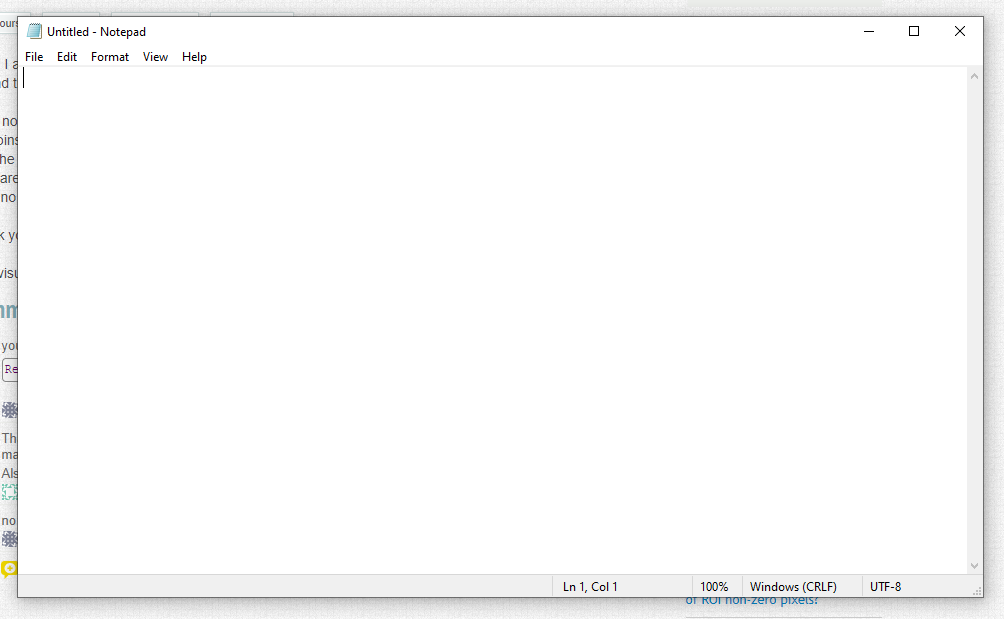 Untitled - Notepad
File Edit Format View Help
Ln 1, Col 1 100% Windows (CRLF) UTF-8
of ROI non-zero pixels?